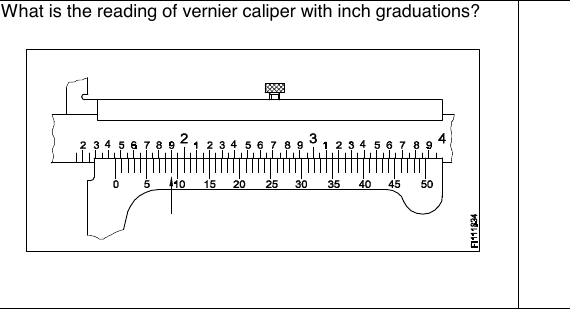 What is the reading of vernier caliper with inch graduations?
2 3 4 5 6 7 8 9 2 1 2 3 4 5 6 7 8 9 3 1 2 3 4 5 6 7 8 9 4
0 5 10 15 20 25 30 35 40 45 50